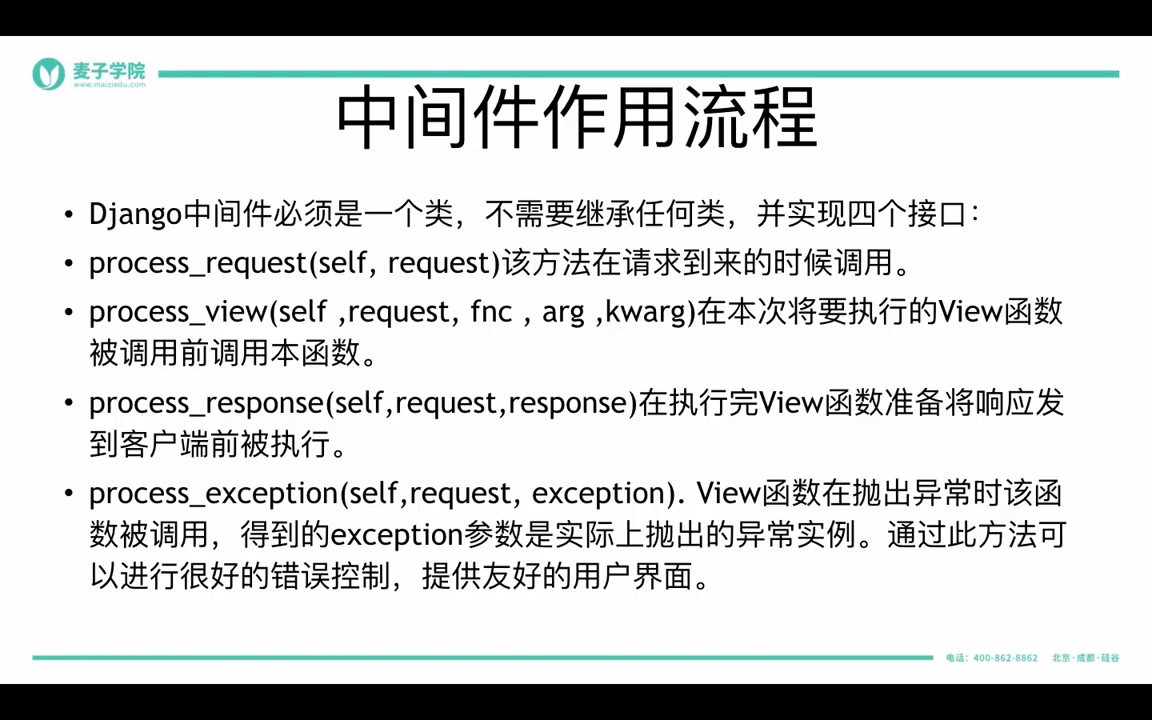 麦子学院
www.maiziedu.com
中间件作用流程
• Django中间件必须是一个类，不需要继承任何类，并实现四个接口：
• process_request(self, request)该方法在请求到来的时候调用。
• process_view(self ,request, fnc , arg ,kwarg)在本次将要执行的View函数
被调用前调用本函数。
• process_response(self,request,response)在执行完View函数准备将响应发
到客户端前被执行。
• process_exception(self,request, exception). View函数在抛出异常时该函
数被调用，得到的exception参数是实际上抛出的异常实例。通过此方法可
以进行很好的错误控制，提供友好的用户界面。
电话：400-862-8862 北京·成都·硅谷